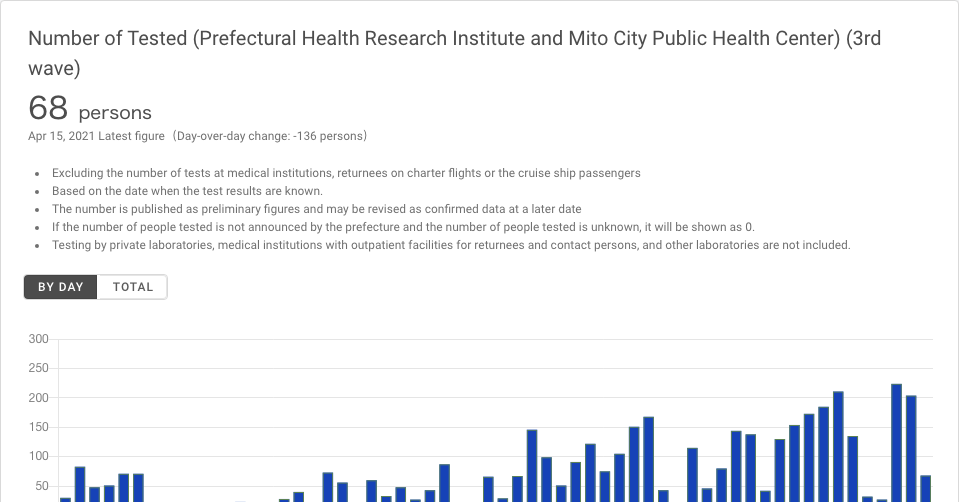 Number of Tested (Prefectural Health Research Institute and Mito City Public Health Center) (3rd
wave)
68 persons
Apr 15, 2021 Latest figure（Day-over-day change: -136 persons）
• Excluding the number of tests at medical institutions, returnees on charter flights or the cruise ship passengers
• Based on the date when the test results are known.
• The number is published as preliminary figures and may be revised as confirmed data at a later date
• If the number of people tested is not announced by the prefecture and the number of people tested is unknown, it will be shown as 0.
• Testing by private laboratories, medical institutions with outpatient facilities for returnees and contact persons, and other laboratories are not included.
BY DAY TOTAL
300
250
200
150
100
50